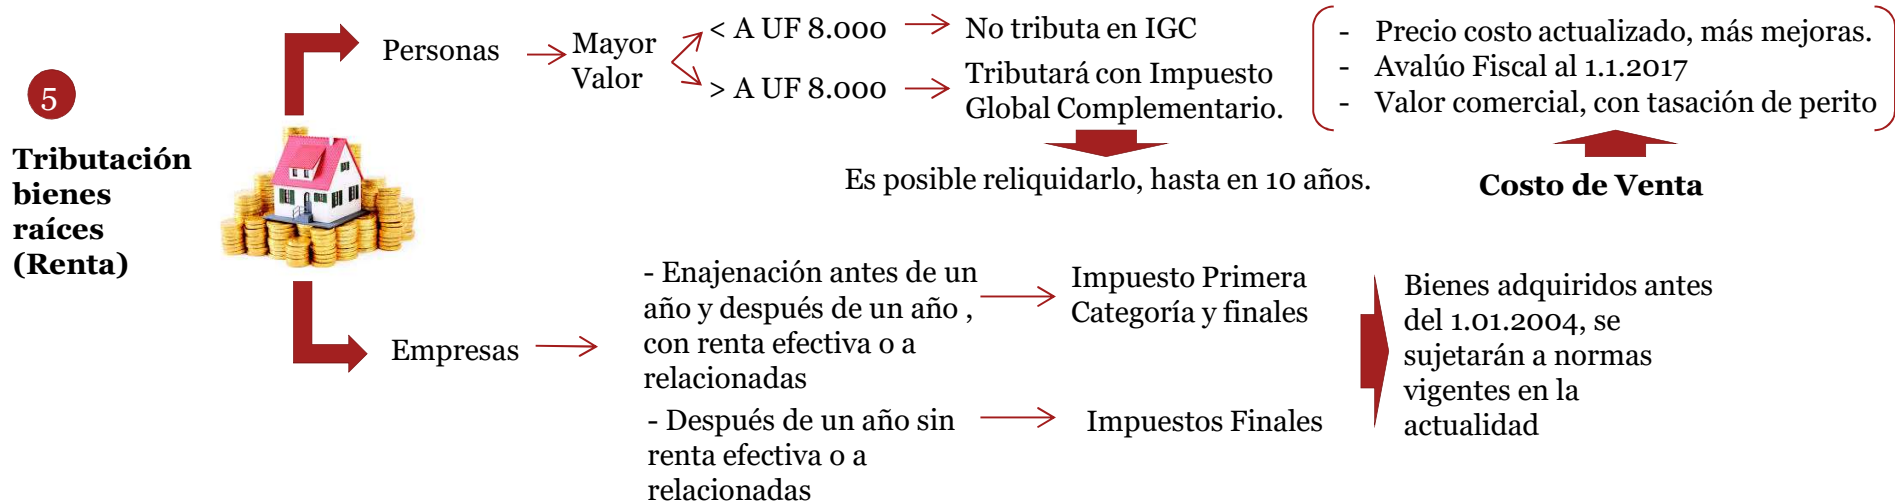 5
Tributación
bienes
raíces
(Renta)
Personas
Mayor
Valor
< A UF 8.000
No tributa en IGC
> A UF 8.000
Tributará con Impuesto
Global Complementario.
Es posible reliquidarlo, hasta en 10 años.
- Precio costo actualizado, más mejoras.
- Avalúo Fiscal al 1.1.2017
- Valor comercial, con tasación de perito
Costo de Venta
Empresas
- Enajenación antes de un
año y después de un año ,
con renta efectiva o a
relacionadas
Impuesto Primera
Categoría y finales
- Después de un año sin
renta efectiva o a
relacionadas
Impuestos Finales
Bienes adquiridos antes
del 1.01.2004, se
sujetarán a normas
vigentes en la
actualidad